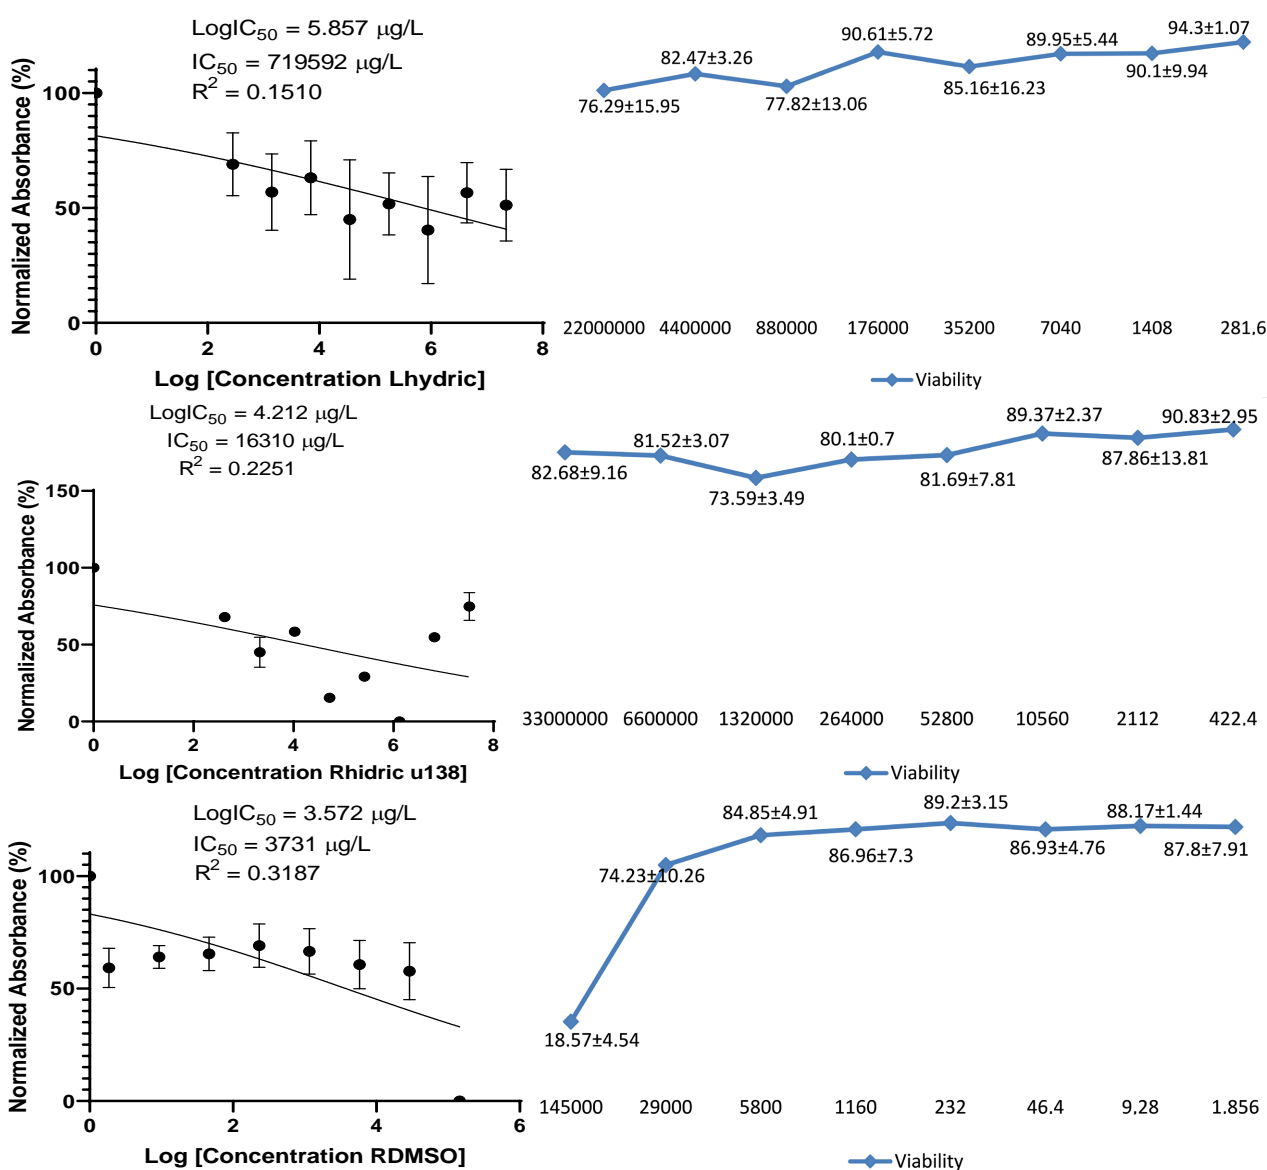 LogIC50 = 5.857 μg/L
IC50 = 719592 μg/L
R2 = 0.1510
Normalized Absorbance (%)
100
50
0
0 2 4 6 8
Log [Concentration Lhydric]
76.29±15.95
82.47±3.26
77.82±13.06
90.61±5.72
85.16±16.23
89.95±5.44
90.1±9.94
94.3±1.07
22000000 4400000 880000 176000 35200 7040 1408 281.6
Viability
LogIC50 = 4.212 μg/L
IC50 = 16310 μg/L
R2 = 0.2251
Normalized Absorbance (%)
150
100
50
0
0 2 4 6 8
Log [Concentration Rhidric u138]
82.68±9.16
81.52±3.07
73.59±3.49
80.1±0.7
81.69±7.81
89.37±2.37
87.86±13.81
90.83±2.95
33000000 6600000 1320000 264000 52800 10560 2112 422.4
Viability
LogIC50 = 3.572 μg/L
IC50 = 3731 μg/L
R2 = 0.3187
Normalized Absorbance (%)
100
50
0
0 2 4 6
Log [Concentration RDMSO]
18.57±4.54
74.23±10.26
84.85±4.91
86.96±7.3
89.2±3.15
86.93±4.76
88.17±1.44
87.8±7.91
145000 29000 5800 1160 232 46.4 9,28 1.856
Viability